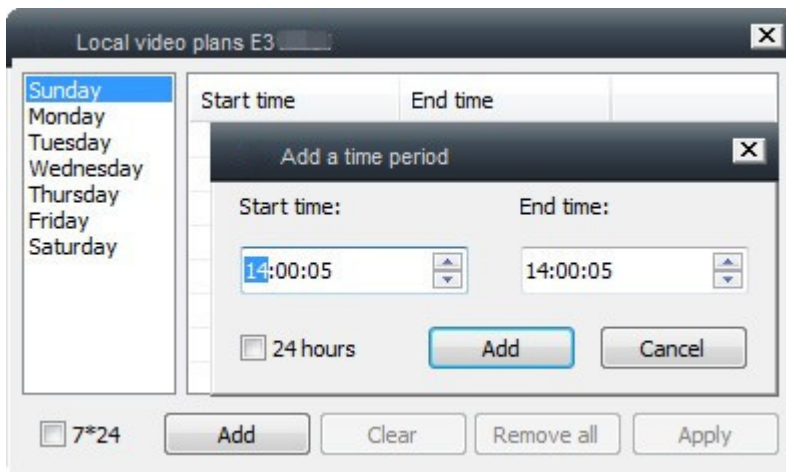 Local video plans E3
Sunday
Monday
Tuesday
Wednesday
Thursday
Friday
Saturday
Start time End time
Add a time period
Start time: End time:
14:00:05 14:00:05
24 hours Add Cancel
7*24 Add Clear Remove all Apply